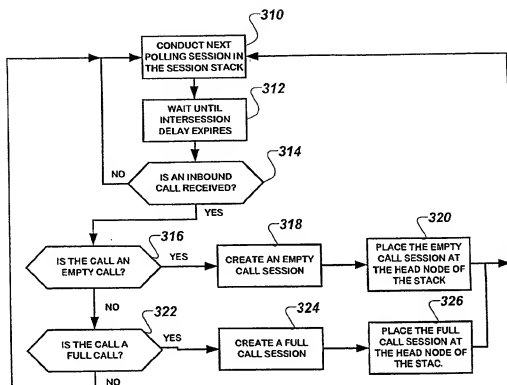 310
CONDUCT NEXT
POLLING SESSION IN
THE SESSION STACK
312
WAIT UNTIL
INTERSESSION
DELAY EXPIRES
314
IS AN INBOUND
CALL RECEIVED?
NO
YES
316
IS THE CALL AN
EMPTY CALL?
YES
318
CREATE AN EMPTY
CALL SESSION
320
PLACE THE EMPTY
CALL SESSION AT
THE HEAD NODE OF
THE STACK
NO
322
IS THE CALL A
FULL CALL?
YES
324
CREATE A FULL
CALL SESSION
326
PLACE THE FULL
CALL SESSION AT
THE HEAD NODE OF
THE STAC.
NO